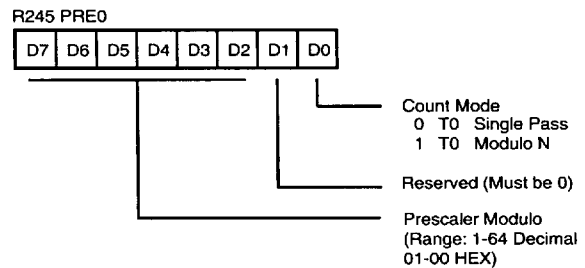 R245 PRE0
D7 D6 D5 D4 D3 D2 D1 D0
Count Mode
0 T0 Single Pass
1 T0 Modulo N
Reserved (Must be 0)
Prescaler Modulo
(Range: 1-64 Decimal
01-00 HEX)